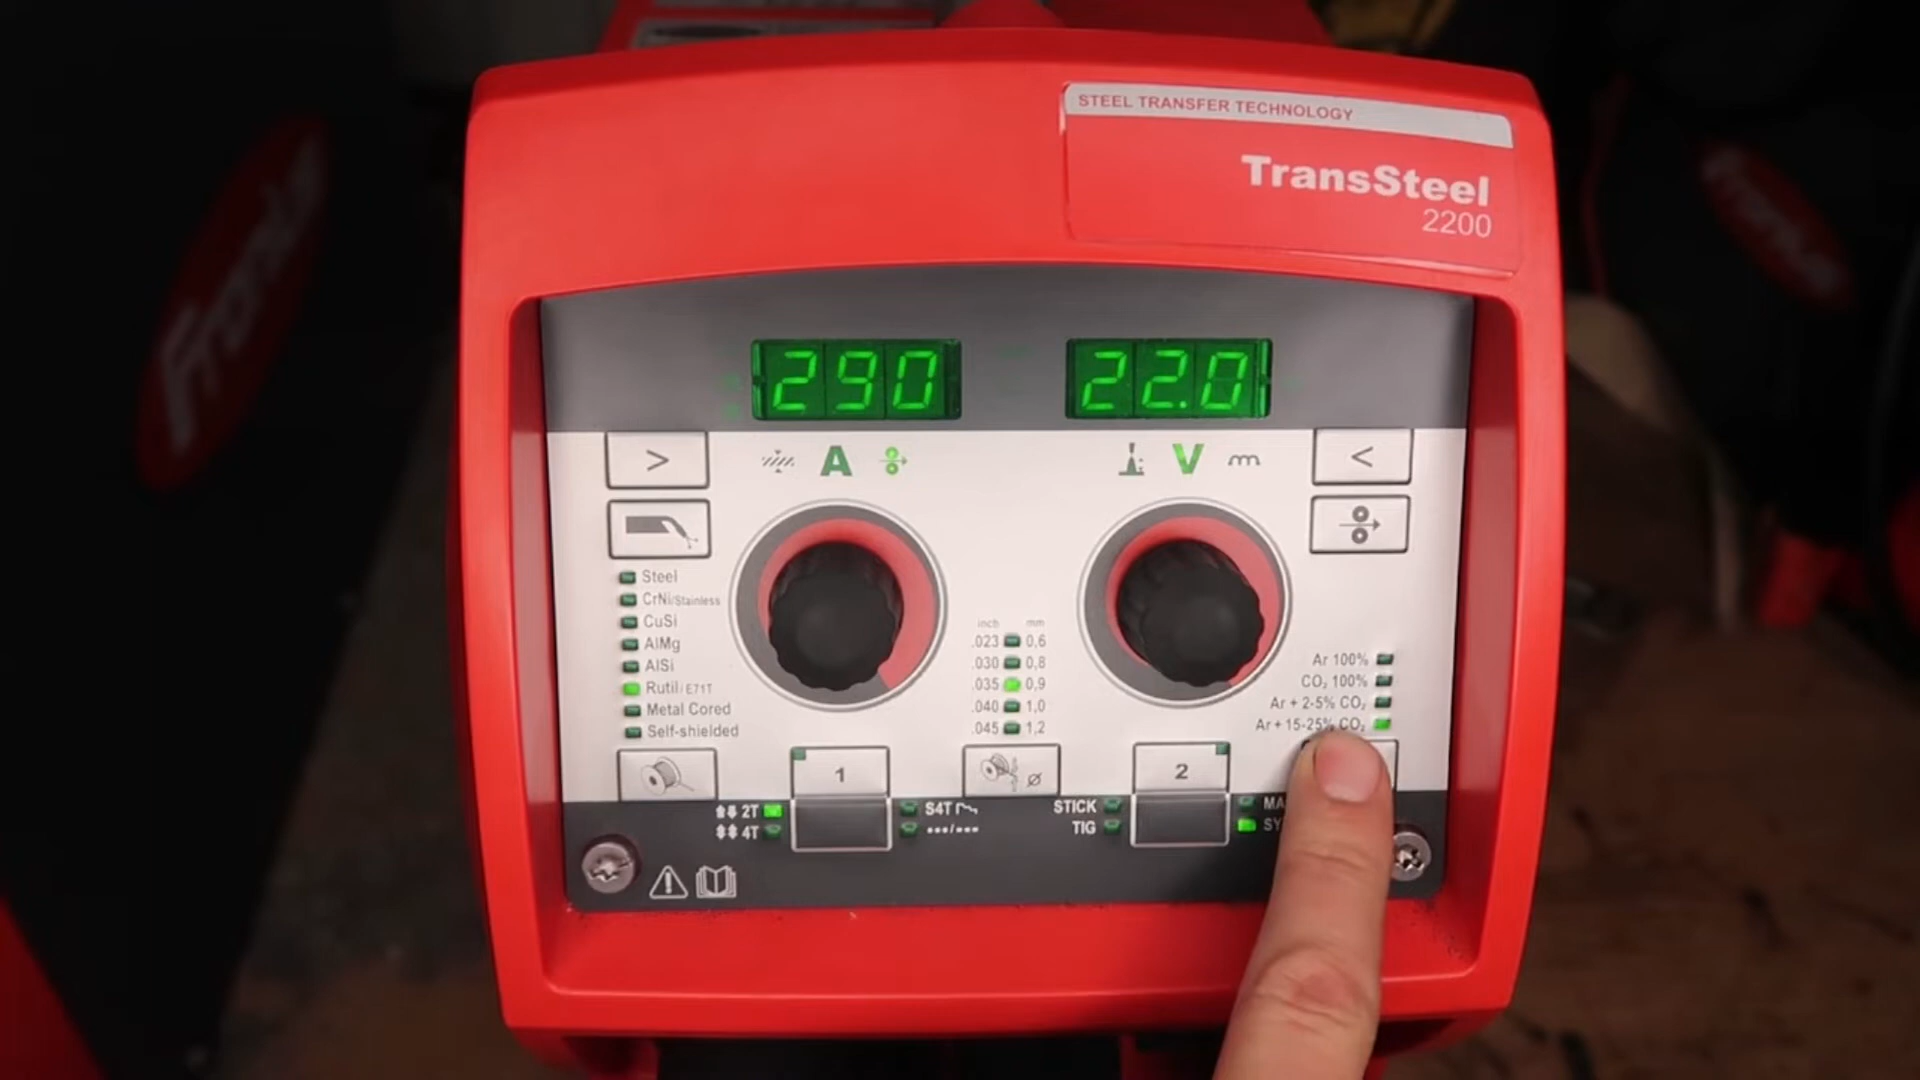 STEEL TRANSFER TECHNOLOGY
TransSteel
2200
Fronius
290
22.0
>
A
V
<
Steel
CrNi/Stainless
CuSi
AlMg
AlSi
Rutil/E71T
Metal Cored
Self-shielded
inch mm
.023 0,6
.030 0,8
.035 0,9
.040 1,0
.045 1,2
Ar 100%
CO₂ 100%
Ar + 2-5% CO₂
Ar + 15-25% CO₂
1
Ø
2
2T
4T
S4T
STICK
TIG